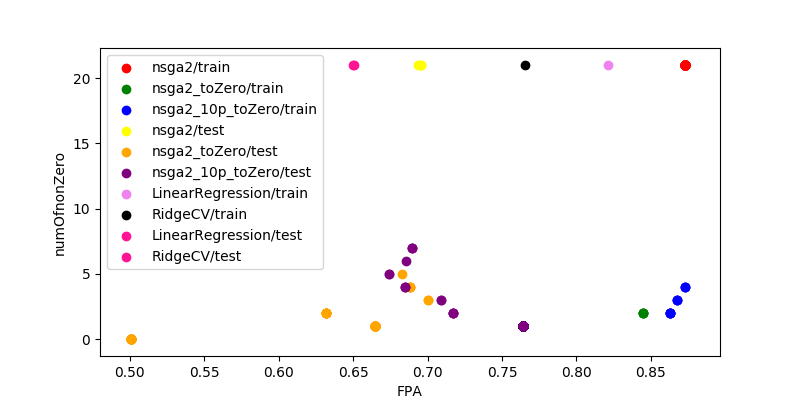 nsga2/train
nsga2_toZero/train
nsga2_10p_toZero/train
nsga2/test
nsga2_toZero/test
nsga2_10p_toZero/test
LinearRegression/train
RidgeCV/train
LinearRegression/test
RidgeCV/test
numOfnonZero
20
15
10
5
0
0.50 0.55 0.60 0.65 0.70 0.75 0.80 0.85
FPA